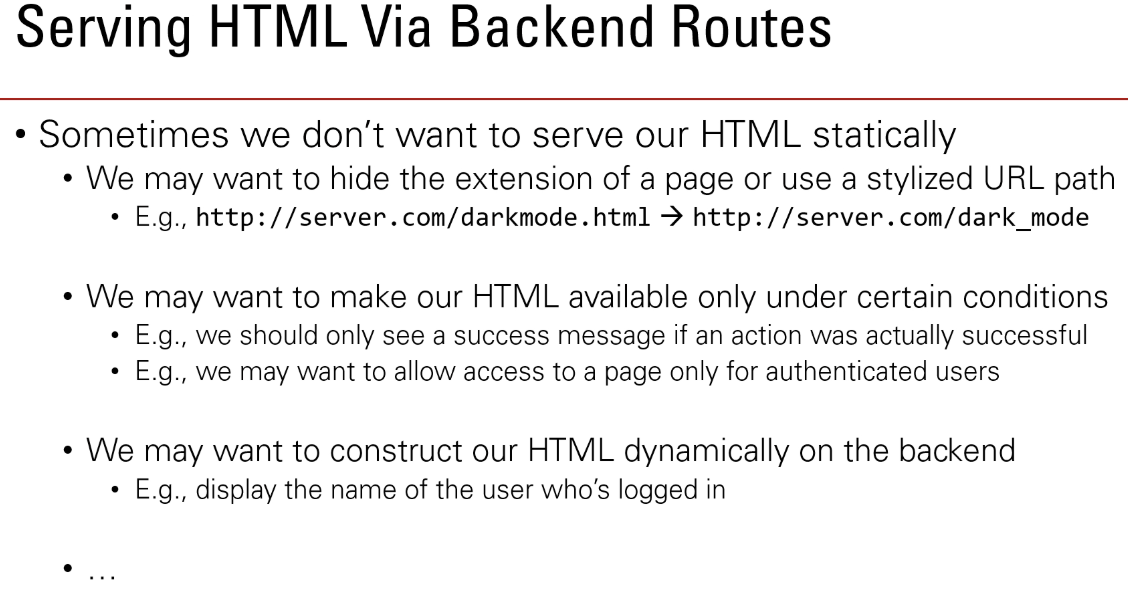 Serving HTML Via Backend Routes
• Sometimes we don’t want to serve our HTML statically
• We may want to hide the extension of a page or use a stylized URL path
• E.g., http://server.com/darkmode.html → http://server.com/dark_mode
• We may want to make our HTML available only under certain conditions
• E.g., we should only see a success message if an action was actually successful
• E.g., we may want to allow access to a page only for authenticated users
• We may want to construct our HTML dynamically on the backend
• E.g., display the name of the user who’s logged in
• …